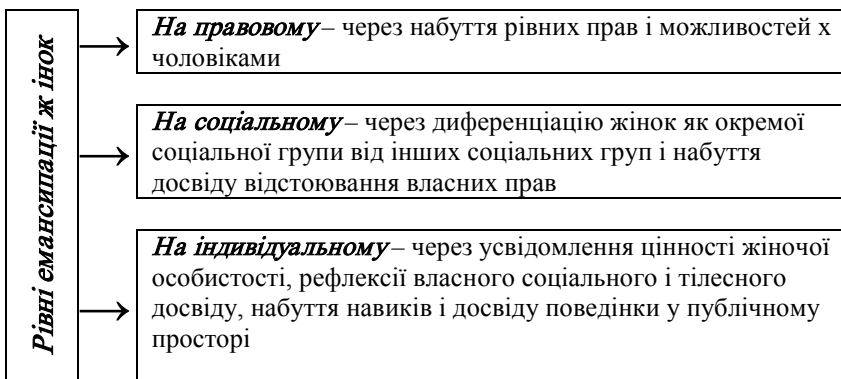 Рівні емансипації ж інок
На правовому – через набуття рівних прав і можливостей х
чоловіками
На соціальному – через диференціацію жінок як окремої
соціальної групи від інших соціальних груп і набуття
досвіду відстоювання власних прав
На індивідуальному – через усвідомлення цінності жіночої
особистості, рефлексії власного соціального і тілесного
досвіду, набуття навиків і досвіду поведінки у публічному
просторі